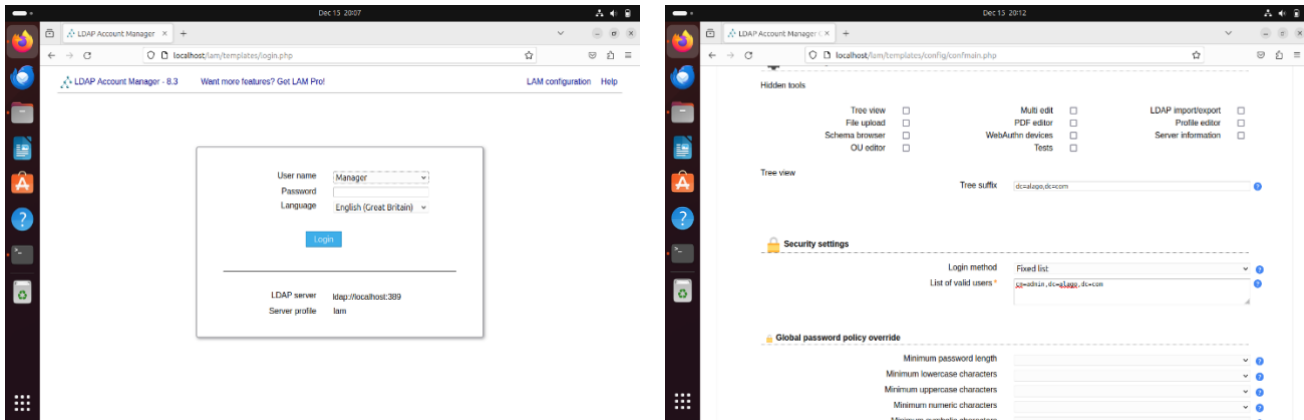 Dec 15 20:07
LDAP Account Manager
localhost/lam/templates/login.php
LDAP Account Manager - 8.3 Want more features? Get LAM Pro! LAM configuration Help
User name Manager
Password
Language English (Great Britain)
Login
LDAP server ldap://localhost:389
Server profile lam
Dec 15 20:12
LDAP Account Manager
localhost/lam/templates/config/confmain.php
Hidden tools
Tree view Multi edit LDAP import/export
File upload PDF editor Profile editor
Schema browser WebAuthn devices Server information
OU editor Tests
Tree view
Tree suffix dc=alago,dc=com
Security settings
Login method Fixed list
List of valid users * cn=admin,dc=alago,dc=com
Global password policy override
Minimum password length
Minimum lowercase characters
Minimum uppercase characters
Minimum numeric characters
Minimum symbolic characters